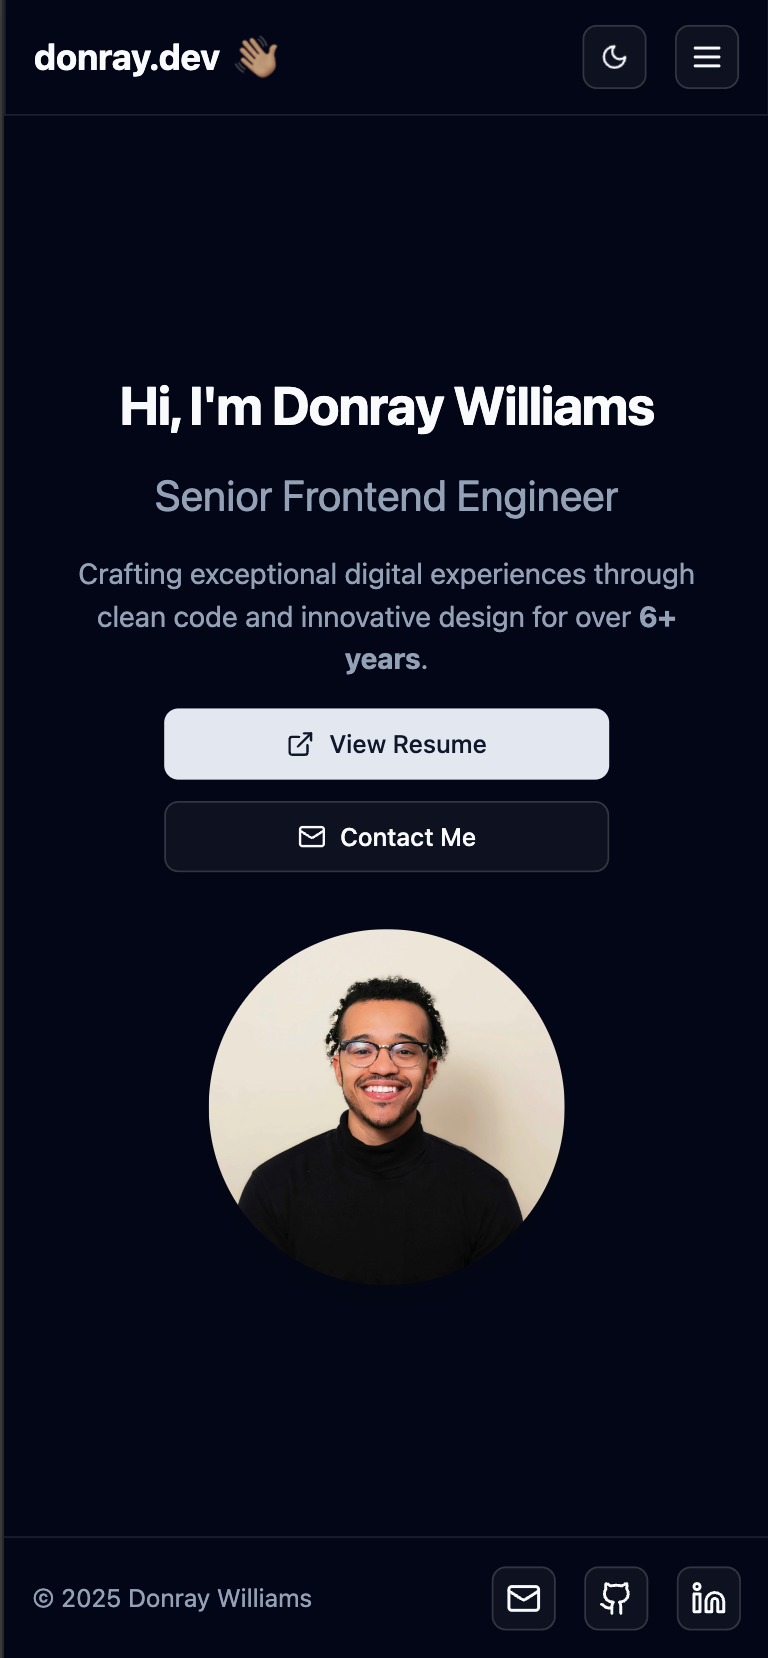 donray.dev 👋🏽
Hi, I'm Donray Williams
Senior Frontend Engineer
Crafting exceptional digital experiences through
clean code and innovative design for over 6+
years.
View Resume
Contact Me
© 2025 Donray Williams
in